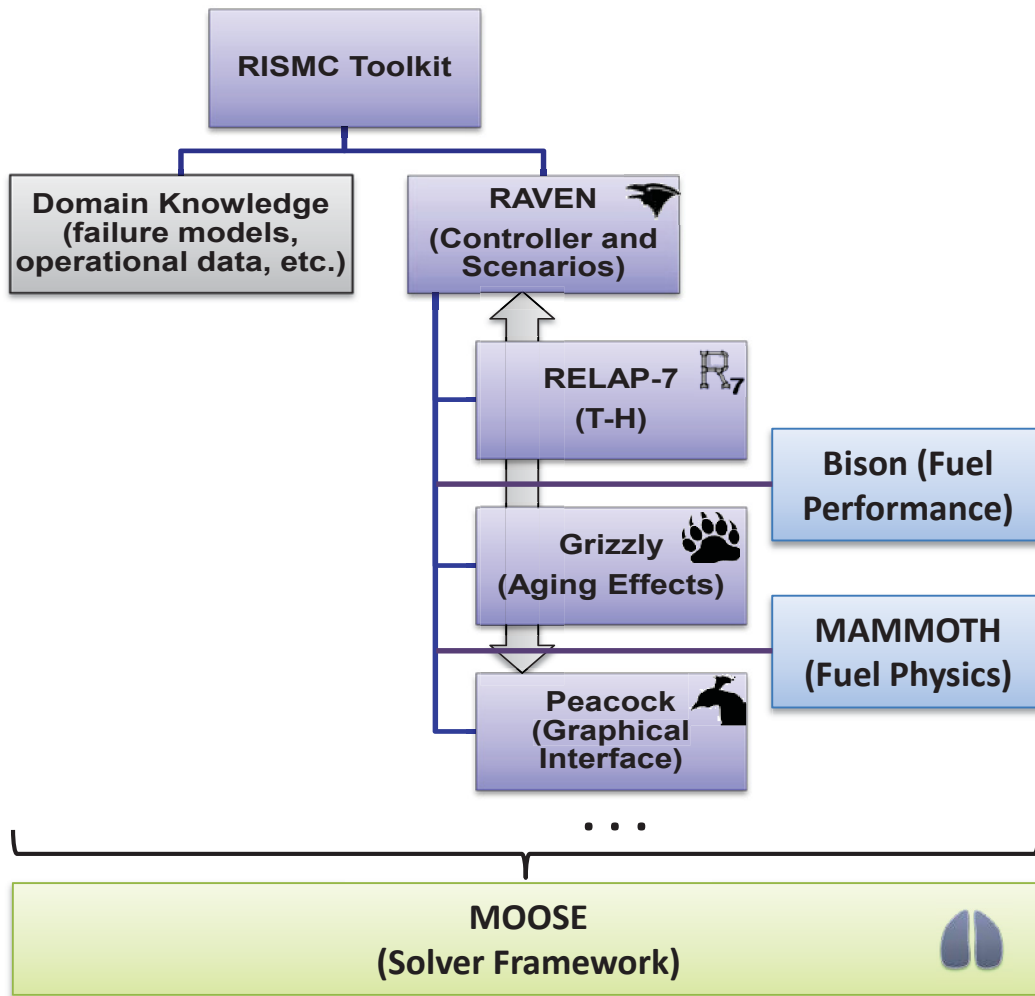 RISMC Toolkit
Domain Knowledge
(failure models,
operational data, etc.)
RAVEN
(Controller and
Scenarios)
RELAP-7
(T-H)
R7
Bison (Fuel
Performance)
Grizzly
(Aging Effects)
MAMMOTH
(Fuel Physics)
Peacock
(Graphical
Interface)
. . .
MOOSE
(Solver Framework)